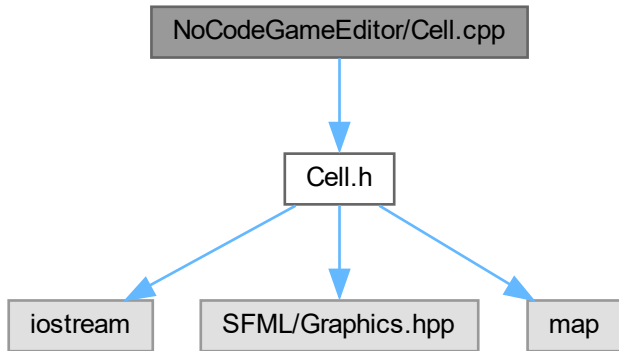 NoCodeGameEditor/Cell.cpp
Cell.h
iostream
SFML/Graphics.hpp
map